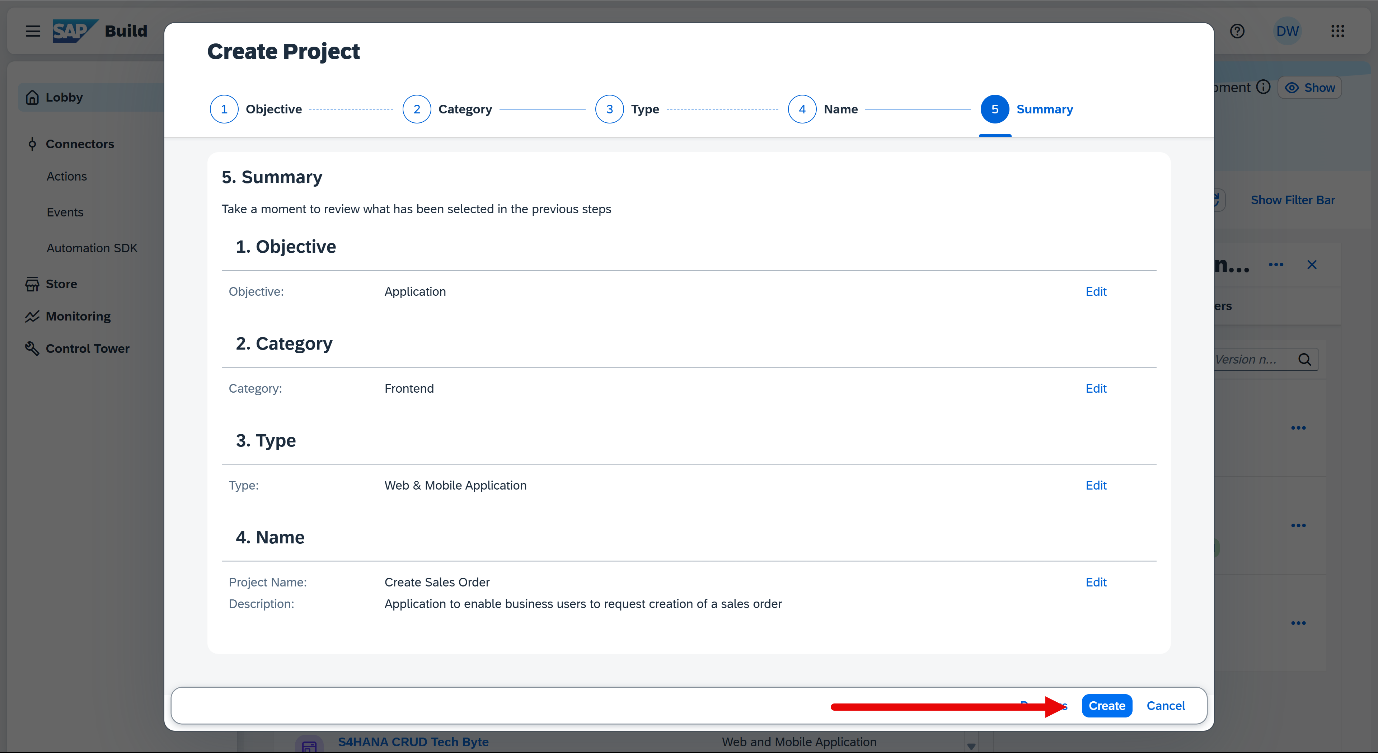 SAP Build
DW
Lobby
Connectors
Actions
Events
Automation SDK
Store
Monitoring
Control Tower
Show
Show Filter Bar
Create Project
1 Objective
2 Category
3 Type
4 Name
5 Summary
5. Summary
Take a moment to review what has been selected in the previous steps
1. Objective
Objective: Application Edit
2. Category
Category: Frontend Edit
3. Type
Type: Web & Mobile Application Edit
4. Name
Project Name: Create Sales Order Edit
Description: Application to enable business users to request creation of a sales order
Version n...
Create Cancel
S4HANA CRUD Tech Byte Web and Mobile Application